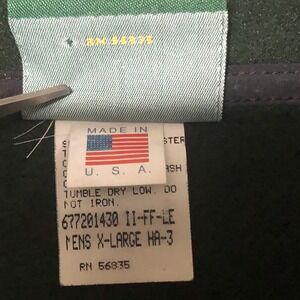 RN 56835
MADE IN
U. S. A.
TUMBLE DRY LOW. DO
NOT IRON.
677201430 II-FF-LE
MENS X-LARGE HA-3
RN 56835